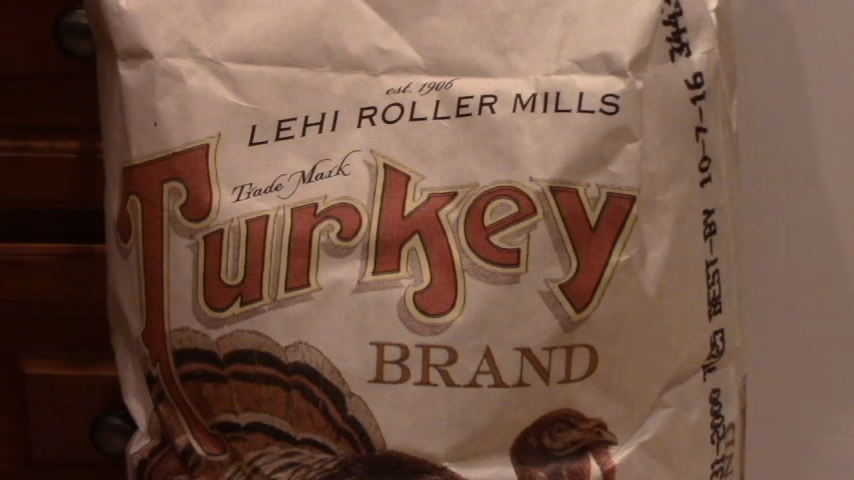 est. 1906
LEHI ROLLER MILLS
Trade Mark
Turkey
BRAND
BEST-BY 10-7-16